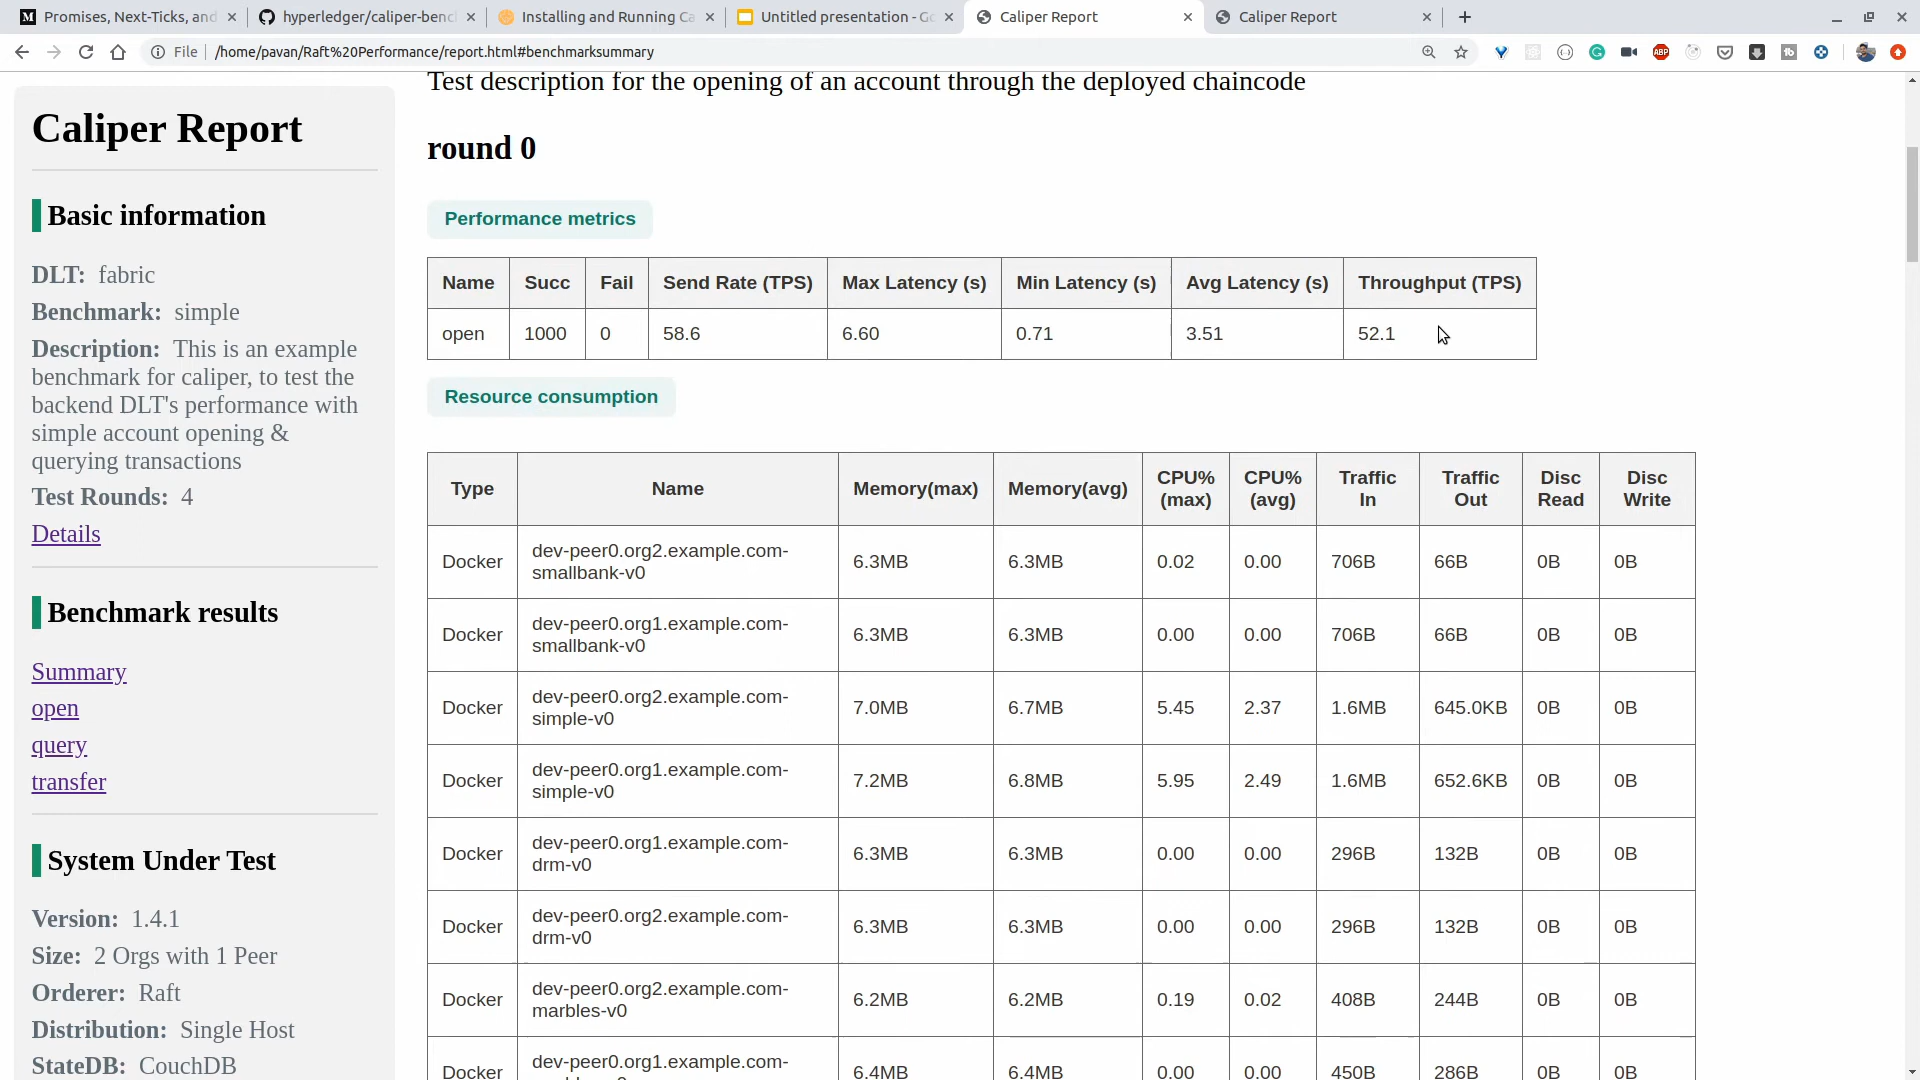 Promises, Next-Ticks, and
hyperledger/caliper-benc
Installing and Running Ca
Untitled presentation - Go
Caliper Report
Caliper Report
File
/home/pavan/Raft%20Performance/report.html#benchmarksummary
Caliper Report
Basic information
DLT: fabric
Benchmark: simple
Description: This is an example
benchmark for caliper, to test the
backend DLT's performance with
simple account opening &
querying transactions
Test Rounds: 4
Details
Benchmark results
Summary
open
query
transfer
System Under Test
Version: 1.4.1
Size: 2 Orgs with 1 Peer
Orderer: Raft
Distribution: Single Host
StateDB: CouchDB
Test description for the opening of an account through the deployed chaincode
round 0
Performance metrics
Name Succ Fail Send Rate (TPS) Max Latency (s) Min Latency (s) Avg Latency (s) Throughput (TPS)
open 1000 0 58.6 6.60 0.71 3.51 52.1
Resource consumption
Type Name Memory(max) Memory(avg) CPU% (max) CPU% (avg) Traffic In Traffic Out Disc Read Disc Write
Docker dev-peer0.org2.example.com-smallbank-v0 6.3MB 6.3MB 0.02 0.00 706B 66B 0B 0B
Docker dev-peer0.org1.example.com-smallbank-v0 6.3MB 6.3MB 0.00 0.00 706B 66B 0B 0B
Docker dev-peer0.org2.example.com-simple-v0 7.0MB 6.7MB 5.45 2.37 1.6MB 645.0KB 0B 0B
Docker dev-peer0.org1.example.com-simple-v0 7.2MB 6.8MB 5.95 2.49 1.6MB 652.6KB 0B 0B
Docker dev-peer0.org1.example.com-drm-v0 6.3MB 6.3MB 0.00 0.00 296B 132B 0B 0B
Docker dev-peer0.org2.example.com-drm-v0 6.3MB 6.3MB 0.00 0.00 296B 132B 0B 0B
Docker dev-peer0.org2.example.com-marbles-v0 6.2MB 6.2MB 0.19 0.02 408B 244B 0B 0B
Docker dev-peer0.org1.example.com- 6.4MB 6.4MB 0.00 0.00 450B 286B 0B 0B